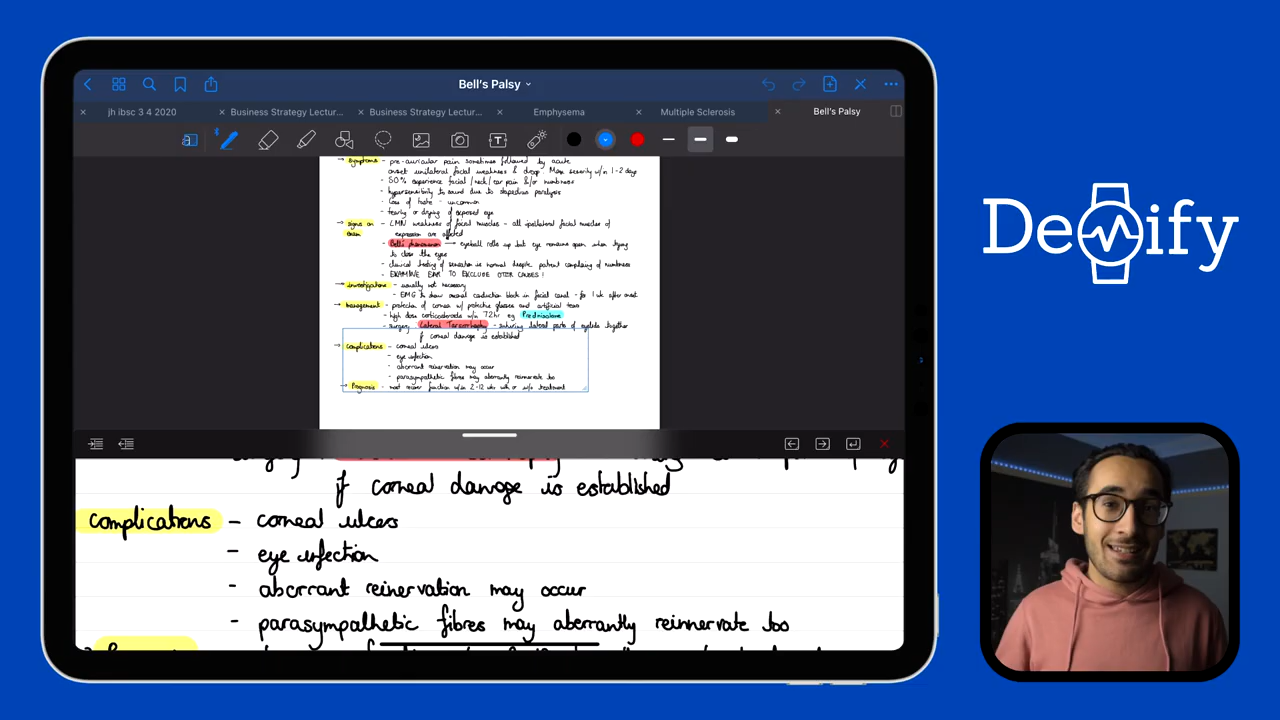 Bell's Palsy
jh ibsc 3 4 2020
Business Strategy Lectur...
Business Strategy Lectur...
Emphysema
Multiple Sclerosis
Bell's Palsy
→ symptoms - pre-auricular pain sometimes followed by acute
onset unilateral facial weakness & droop. Max severity w/in 1-2 days
- 50% experience facial/neck/ear pain &/or numbness
- hypersensitivity to sound due to stapedius paralysis
- loss of taste - uncommon
- tearing or drying of exposed eye
→ signs on - LMN weakness of facial muscles - all ipsilateral facial muscles of
exam expression are affected
- Bell's phenomenon → eyeball rolls up but eye remains open when trying
to close the eyes
- clinical testing of sensation is normal despite patient complaining of numbness
- EXAMINE EAR TO EXCLUDE OTHER CAUSES!
→ investigations - usually not necessary
- EMG to show axonal conduction block in facial canal - for 1 wk after onset
→ management - protection of cornea w/ protective glasses and artificial tears
- high dose corticosteroids w/in 72hr eg Prednisolone
- surgery Lateral Tarsorrhaphy - suturing lateral parts of eyelids together
if corneal damage is established
→ complications - corneal ulcers
- eye infection
- aberrant reinervation may occur
- parasympathetic fibres may aberrantly reinnervate too
→ Prognosis - most recover function w/in 2-12 wks with or w/o treatment
if corneal damage is established
complications - corneal ulcers
- eye infection
- aberrant reinervation may occur
- parasympathetic fibres may aberrantly reinnervate too
Demify